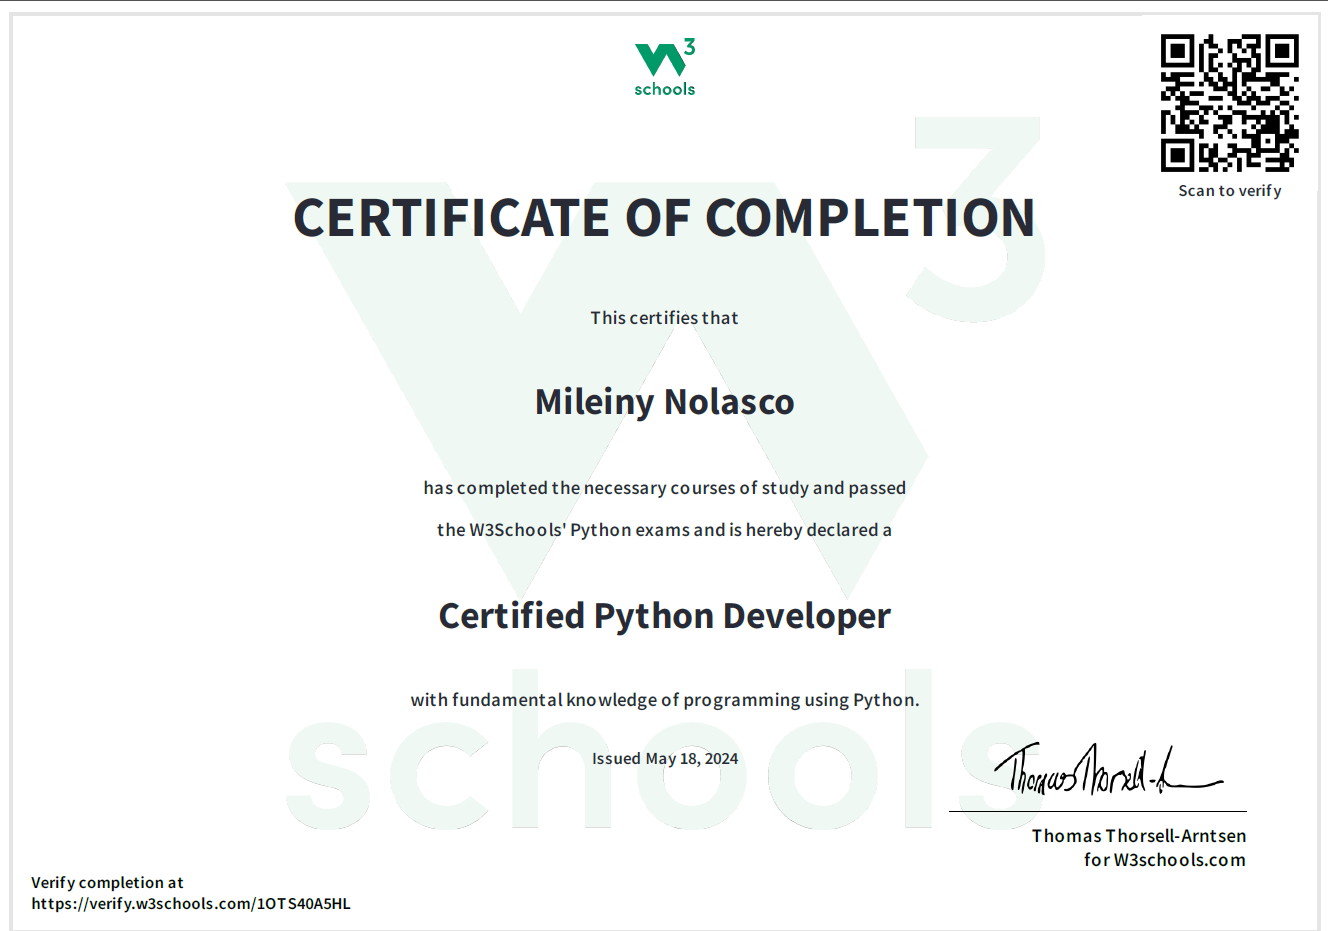 W3
schools
Scan to verify
CERTIFICATE OF COMPLETION
This certifies that
Mileiny Nolasco
has completed the necessary courses of study and passed
the W3Schools' Python exams and is hereby declared a
Certified Python Developer
with fundamental knowledge of programming using Python.
Issued May 18, 2024
Thomas Thorsell-A
Thomas Thorsell-Arntsen
for W3schools.com
Verify completion at
https://verify.w3schools.com/1OTS40A5HL
W3
schools